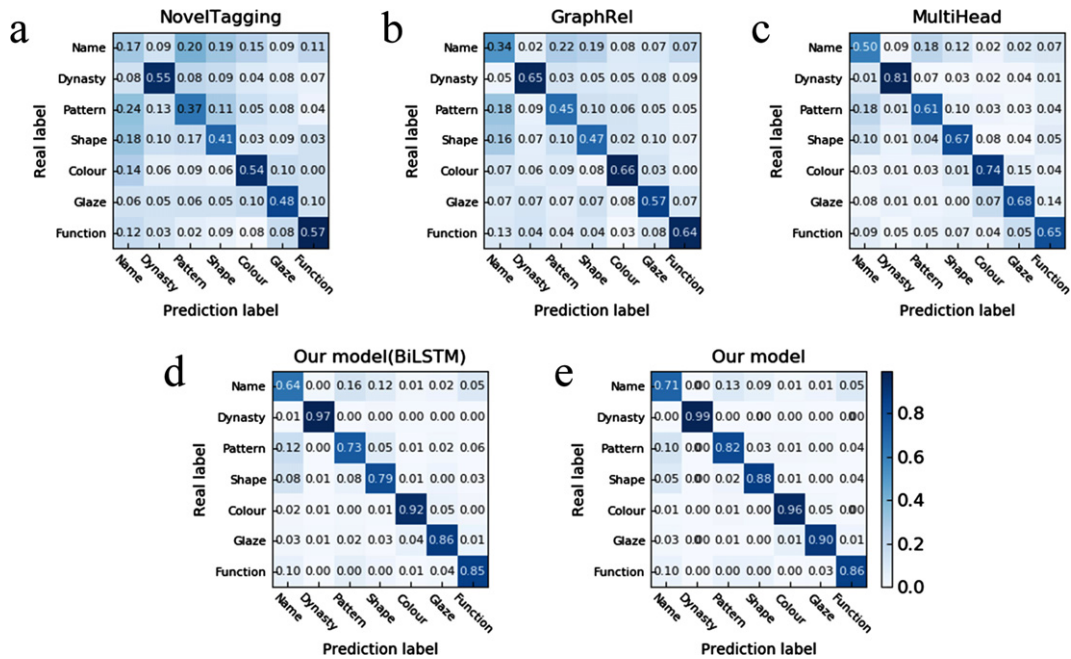 a
NovelTagging
Real label
Name 0.17 0.09 0.20 0.19 0.15 0.09 0.11
Dynasty 0.08 0.55 0.08 0.09 0.04 0.08 0.07
Pattern 0.24 0.13 0.37 0.11 0.05 0.08 0.04
Shape 0.18 0.10 0.17 0.41 0.03 0.09 0.03
Colour 0.14 0.06 0.09 0.06 0.54 0.10 0.00
Glaze 0.06 0.05 0.06 0.05 0.10 0.48 0.10
Function 0.12 0.03 0.02 0.09 0.08 0.08 0.57
Name Dynasty Pattern Shape Colour Glaze Function
Prediction label
b
GraphRel
Real label
Name 0.34 0.02 0.22 0.19 0.08 0.07 0.07
Dynasty 0.05 0.65 0.03 0.05 0.05 0.08 0.09
Pattern 0.18 0.09 0.45 0.10 0.06 0.05 0.05
Shape 0.16 0.07 0.10 0.47 0.02 0.10 0.07
Colour 0.07 0.06 0.09 0.08 0.66 0.03 0.00
Glaze 0.07 0.07 0.07 0.07 0.08 0.57 0.07
Function 0.13 0.04 0.04 0.04 0.03 0.08 0.64
Name Dynasty Pattern Shape Colour Glaze Function
Prediction label
c
MultiHead
Real label
Name 0.50 0.09 0.18 0.12 0.02 0.02 0.07
Dynasty 0.01 0.81 0.07 0.03 0.02 0.04 0.01
Pattern 0.18 0.01 0.61 0.10 0.03 0.03 0.04
Shape 0.10 0.01 0.04 0.67 0.08 0.04 0.05
Colour 0.03 0.01 0.03 0.01 0.74 0.15 0.04
Glaze 0.08 0.01 0.01 0.00 0.07 0.68 0.14
Function 0.09 0.05 0.05 0.07 0.04 0.05 0.65
Name Dynasty Pattern Shape Colour Glaze Function
Prediction label
d
Our model(BiLSTM)
Real label
Name 0.64 0.00 0.16 0.12 0.01 0.02 0.05
Dynasty 0.01 0.97 0.00 0.00 0.00 0.00 0.00
Pattern 0.12 0.00 0.73 0.05 0.01 0.02 0.06
Shape 0.08 0.01 0.08 0.79 0.01 0.00 0.03
Colour 0.02 0.01 0.00 0.01 0.92 0.05 0.00
Glaze 0.03 0.01 0.02 0.03 0.04 0.86 0.01
Function 0.10 0.00 0.00 0.00 0.01 0.04 0.85
Name Dynasty Pattern Shape Colour Glaze Function
Prediction label
e
Our model
Real label
Name 0.71 0.00 0.13 0.09 0.01 0.01 0.05
Dynasty 0.00 0.99 0.00 0.00 0.00 0.00 0.00
Pattern 0.10 0.00 0.82 0.03 0.01 0.00 0.04
Shape 0.05 0.00 0.02 0.88 0.01 0.00 0.04
Colour 0.01 0.01 0.00 0.00 0.96 0.05 0.00
Glaze 0.03 0.00 0.01 0.00 0.01 0.90 0.01
Function 0.10 0.00 0.00 0.00 0.00 0.03 0.86
Name Dynasty Pattern Shape Colour Glaze Function
Prediction label
0.8
0.6
0.4
0.2
0.0